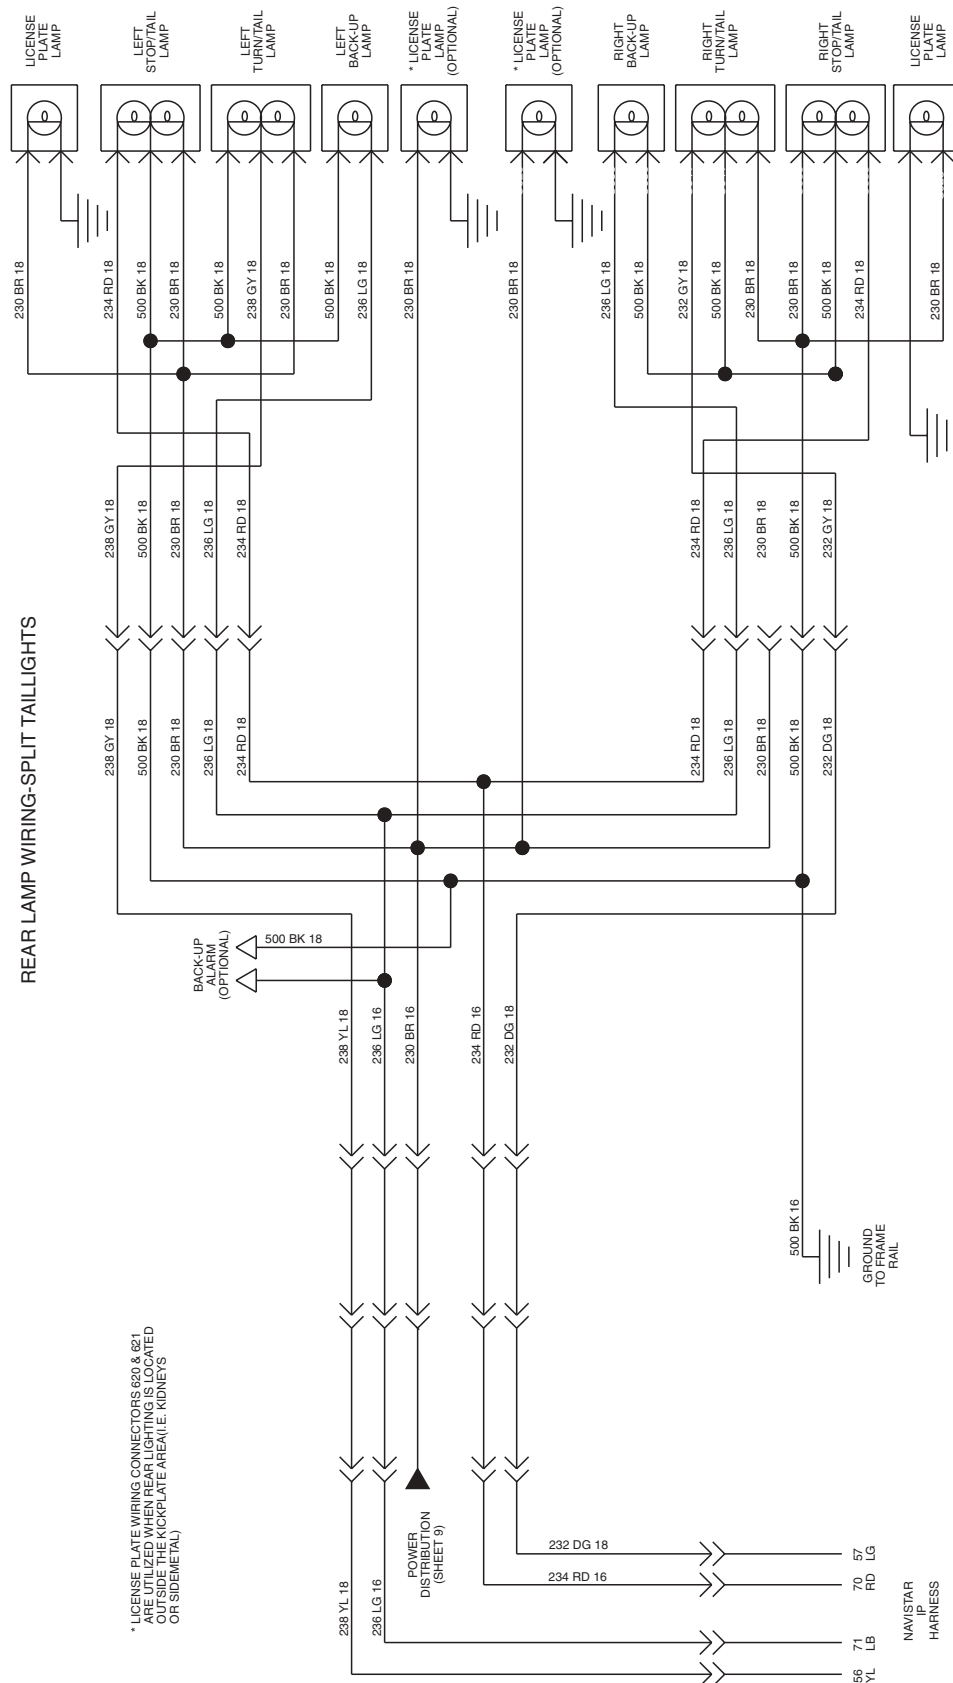 REAR LAMP WIRING-SPLIT TAILLIGHTS
LICENSE
PLATE
LAMP
LEFT
STOP/TAIL
LAMP
LEFT
TURN/TAIL
LAMP
LEFT
BACK-UP
LAMP
* LICENSE
PLATE
LAMP
(OPTIONAL)
* LICENSE
PLATE
LAMP
(OPTIONAL)
RIGHT
BACK-UP
LAMP
RIGHT
TURN/TAIL
LAMP
RIGHT
STOP/TAIL
LAMP
LICENSE
PLATE
LAMP
230 BR 18
234 RD 18
500 BK 18
230 BR 18
500 BK 18
238 GY 18
230 BR 18
500 BK 18
236 LG 18
230 BR 18
230 BR 18
236 LG 18
500 BK 18
232 GY 18
500 BK 18
230 BR 18
230 BR 18
500 BK 18
234 RD 18
230 BR 18
238 GY 18
500 BK 18
230 BR 18
236 LG 18
234 RD 18
234 RD 18
236 LG 18
230 BR 18
500 BK 18
232 GY 18
238 GY 18
500 BK 18
230 BR 18
236 LG 18
234 RD 18
234 RD 18
236 LG 18
230 BR 18
500 BK 18
232 DG 18
BACK-UP
ALARM
(OPTIONAL)
500 BK 18
238 YL 18
236 LG 16
230 BR 16
234 RD 16
232 DG 18
500 BK 16
GROUND
TO FRAME
RAIL
* LICENSE PLATE WIRING CONNECTORS 620 & 621
ARE UTILIZED WHEN REAR LIGHTING IS LOCATED
OUTSIDE THE KICKPLATE AREA(I.E. KIDNEYS
OR SIDEMETAL)
POWER
DISTRIBUTION
(SHEET 9)
238 YL 18
236 LG 16
232 DG 18
234 RD 16
56
YL
71
LB
70
RD
57
LG
NAVISTAR
IP
HARNESS